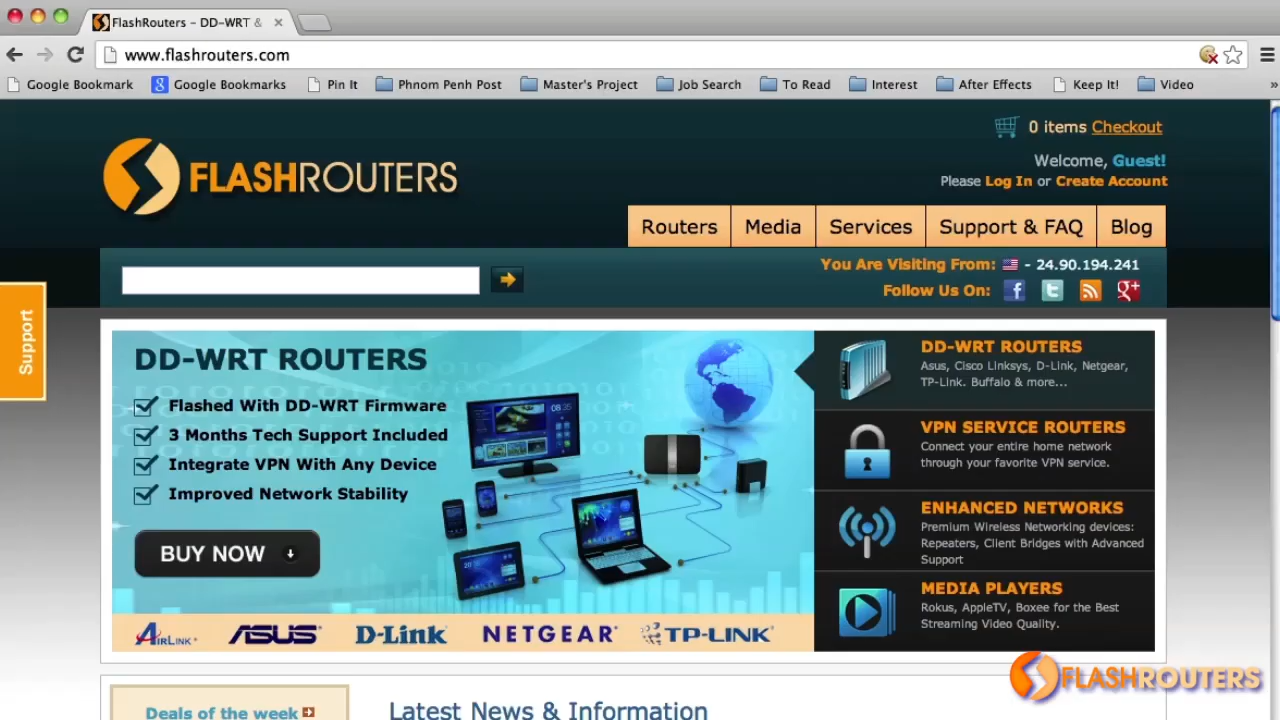 FlashRouters – DD-WRT &
www.flashrouters.com
Google Bookmark
Google Bookmarks
Pin It
Phnom Penh Post
Master's Project
Job Search
To Read
Interest
After Effects
Keep It!
Video
»
0 items Checkout
Welcome, Guest!
Please Log In or Create Account
FLASHROUTERS
Routers
Media
Services
Support & FAQ
Blog
You Are Visiting From: - 24.90.194.241
Follow Us On:
Support
DD-WRT ROUTERS
Flashed With DD-WRT Firmware
3 Months Tech Support Included
Integrate VPN With Any Device
Improved Network Stability
BUY NOW
08:35
AIRLINK
ASUS
D-Link
NETGEAR
TP-LINK
DD-WRT ROUTERS
Asus, Cisco Linksys, D-Link, Netgear,
TP-Link. Buffalo & more...
VPN SERVICE ROUTERS
Connect your entire home network
through your favorite VPN service.
ENHANCED NETWORKS
Premium Wireless Networking devices:
Repeaters, Client Bridges with Advanced
Support
MEDIA PLAYERS
Rokus, AppleTV, Boxee for the Best
Streaming Video Quality.
Deals of the week
Latest News & Information
FLASHROUTERS